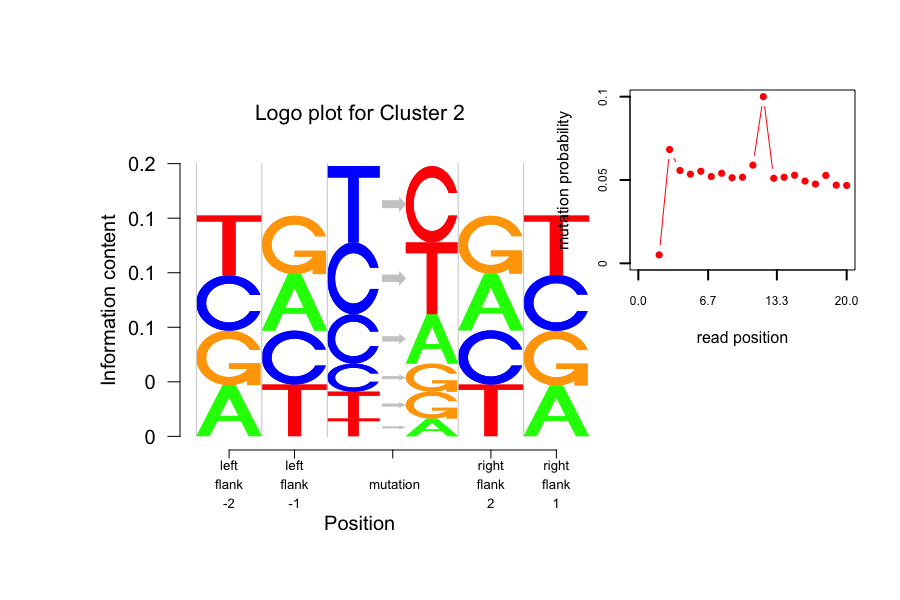 Logo plot for Cluster 2
Information content
0.2
0.1
0.1
0.1
0
0
T
C
G
A
G
A
C
T
T
C
C
C
T
T
C
T
A
G
G
A
G
A
C
T
T
C
G
A
left
flank
-2
left
flank
-1
mutation
right
flank
2
right
flank
1
Position
mutation probability
0.1
0.05
0
0.0 6.7 13.3 20.0
read position